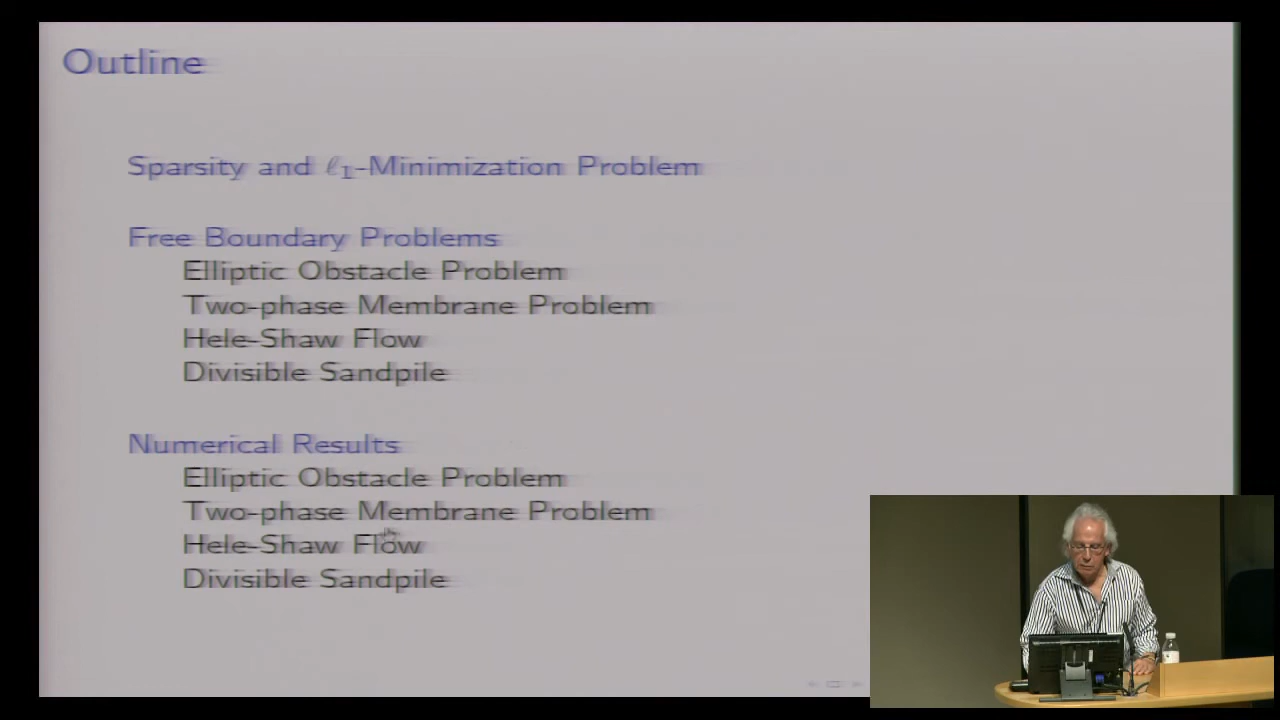 Outline
Sparsity and ℓ1-Minimization Problem
Free Boundary Problems
Elliptic Obstacle Problem
Two-phase Membrane Problem
Hele-Shaw Flow
Divisible Sandpile
Numerical Results
Elliptic Obstacle Problem
Two-phase Membrane Problem
Hele-Shaw Flow
Divisible Sandpile